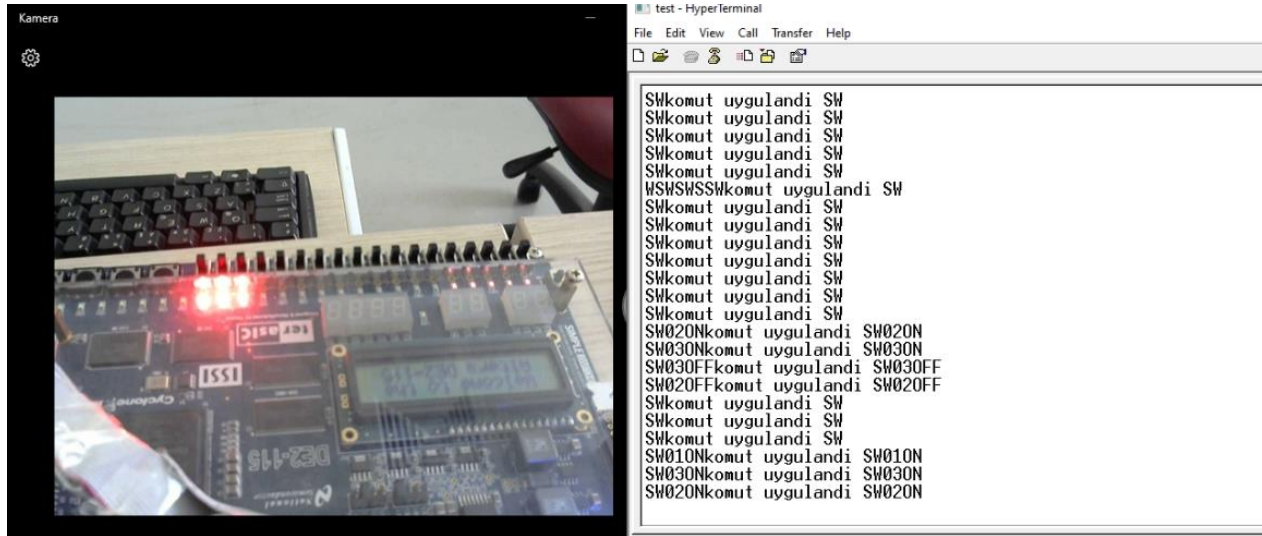 Kamera
test - HyperTerminal
File Edit View Call Transfer Help
SWkomut uygulandi SW
SWkomut uygulandi SW
SWkomut uygulandi SW
SWkomut uygulandi SW
SWkomut uygulandi SW
WSWSWSSWkomut uygulandi SW
SWkomut uygulandi SW
SWkomut uygulandi SW
SWkomut uygulandi SW
SWkomut uygulandi SW
SWkomut uygulandi SW
SWkomut uygulandi SW
SWkomut uygulandi SW
SW02ONkomut uygulandi SW02ON
SW03ONkomut uygulandi SW03ON
SW03OFFkomut uygulandi SW03OFF
SW02OFFkomut uygulandi SW02OFF
SWkomut uygulandi SW
SWkomut uygulandi SW
SWkomut uygulandi SW
SW01ONkomut uygulandi SW01ON
SW03ONkomut uygulandi SW03ON
SW02ONkomut uygulandi SW02ON
terasIC
ISSI
Cyclone
DE2-115
National
Semiconductor